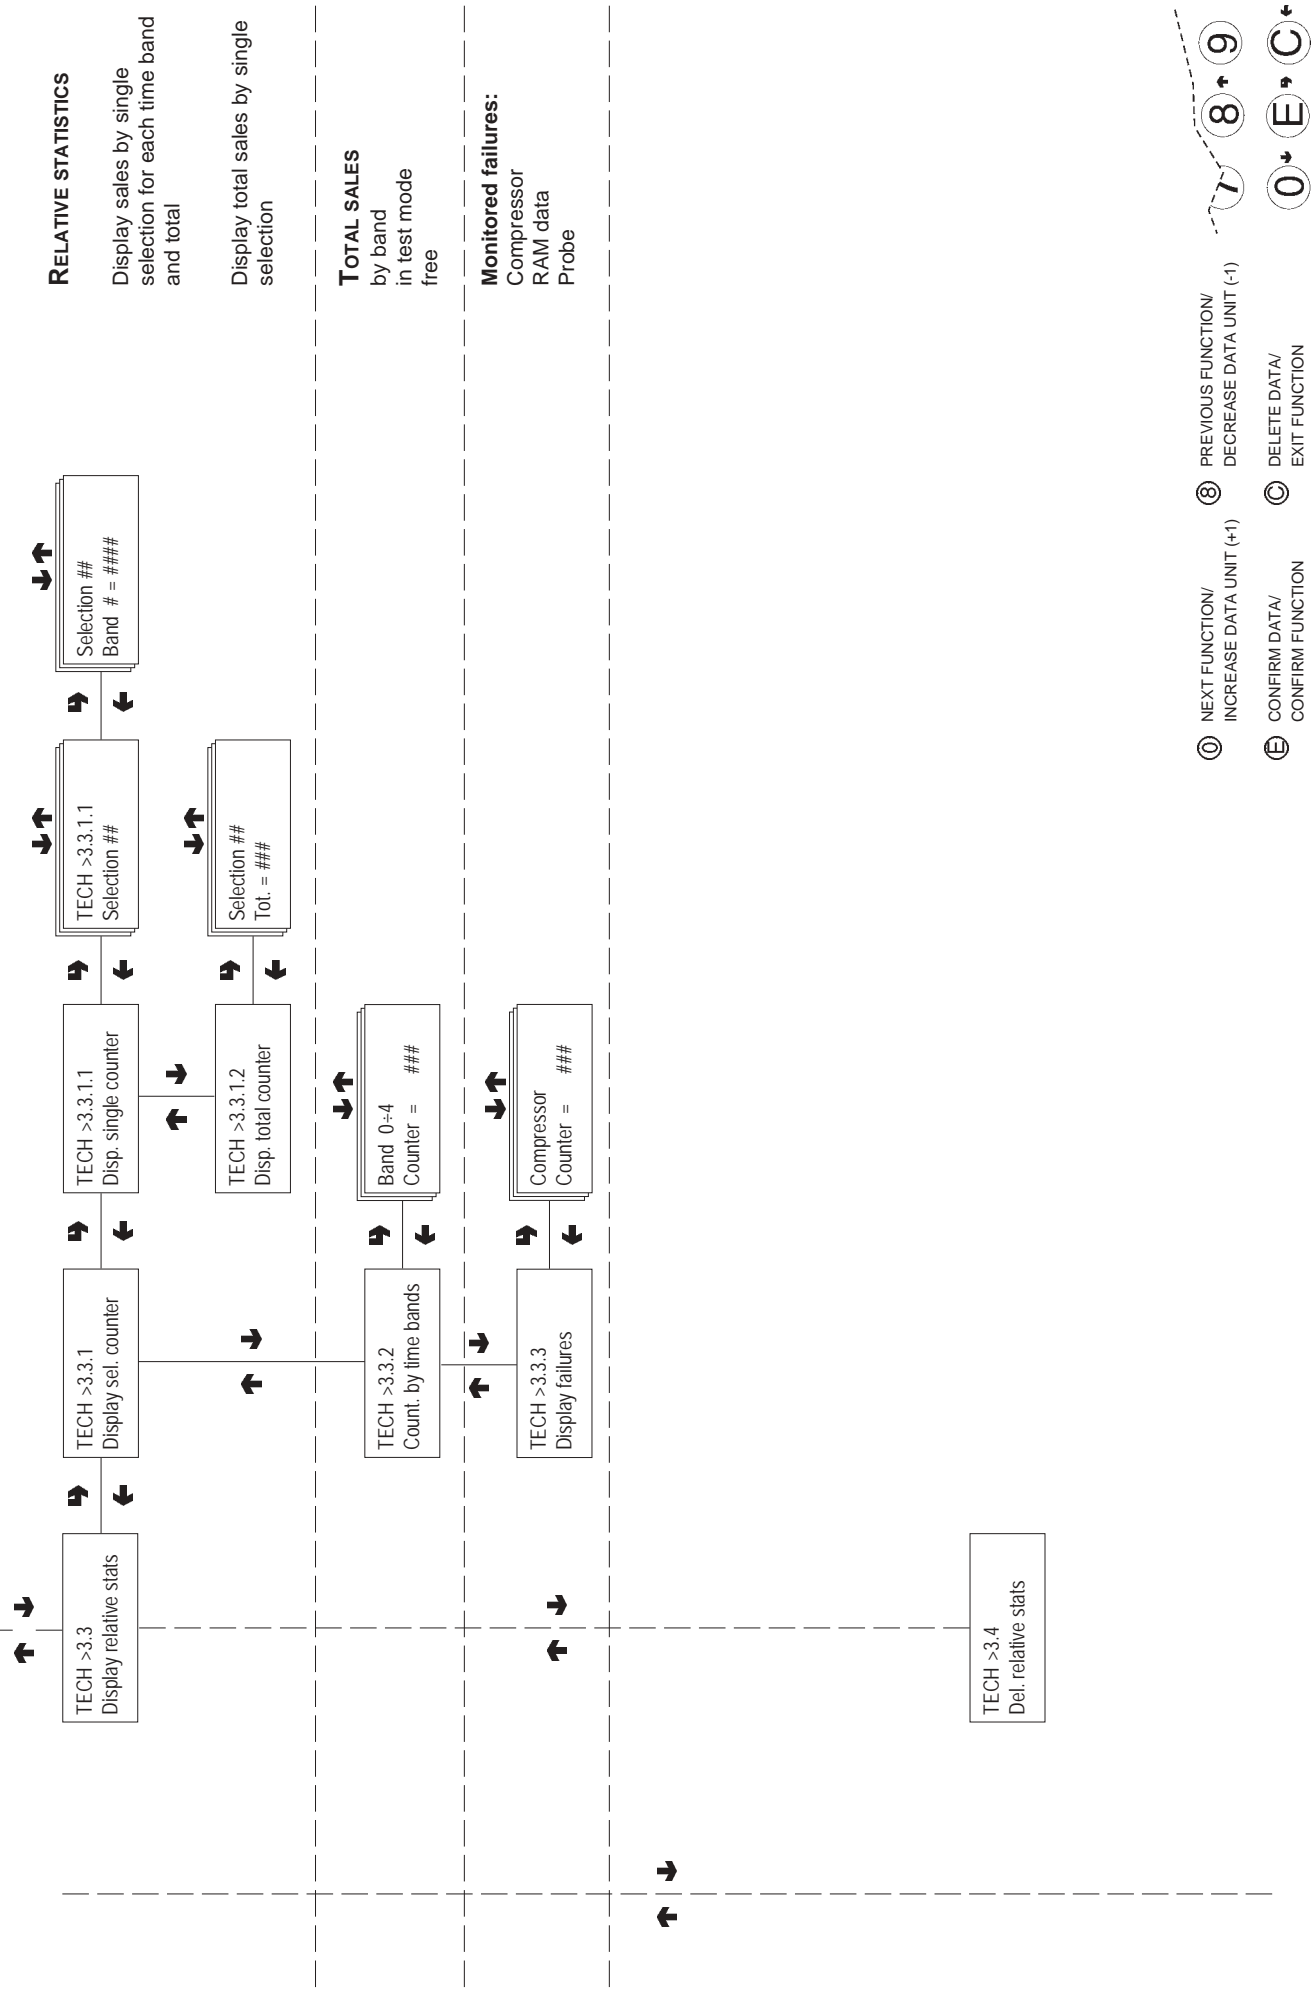 RELATIVE STATISTICS
Display sales by single
selection for each time band
and total
Display total sales by single
selection
TOTAL SALES
by band
in test mode
free
Monitored failures:
Compressor
RAM data
Probe
TECH >3.3
Display relative stats
TECH >3.3.1
Display sel. counter
TECH >3.3.1.1
Disp. single counter
TECH >3.3.1.1
Selection ##
Selection ##
Band # = ####
TECH >3.3.1.2
Disp. total counter
Selection ##
Tot. = ###
TECH >3.3.2
Count. by time bands
Band 0÷4
Counter = ###
TECH >3.3.3
Display failures
Compressor
Counter = ###
TECH >3.4
Del. relative stats
0 NEXT FUNCTION/
INCREASE DATA UNIT (+1)
8 PREVIOUS FUNCTION/
DECREASE DATA UNIT (-1)
E CONFIRM DATA/
CONFIRM FUNCTION
C DELETE DATA/
EXIT FUNCTION
7 8 9
0 E C